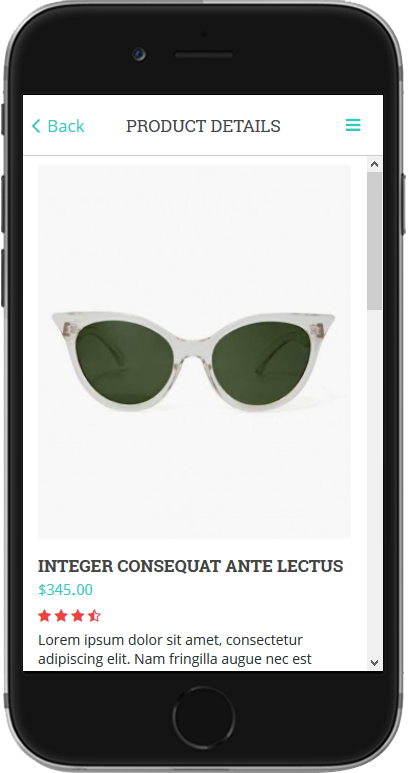 Back
PRODUCT DETAILS
INTEGER CONSEQUAT ANTE LECTUS
$345.00
Lorem ipsum dolor sit amet, consectetur
adipiscing elit. Nam fringilla augue nec est